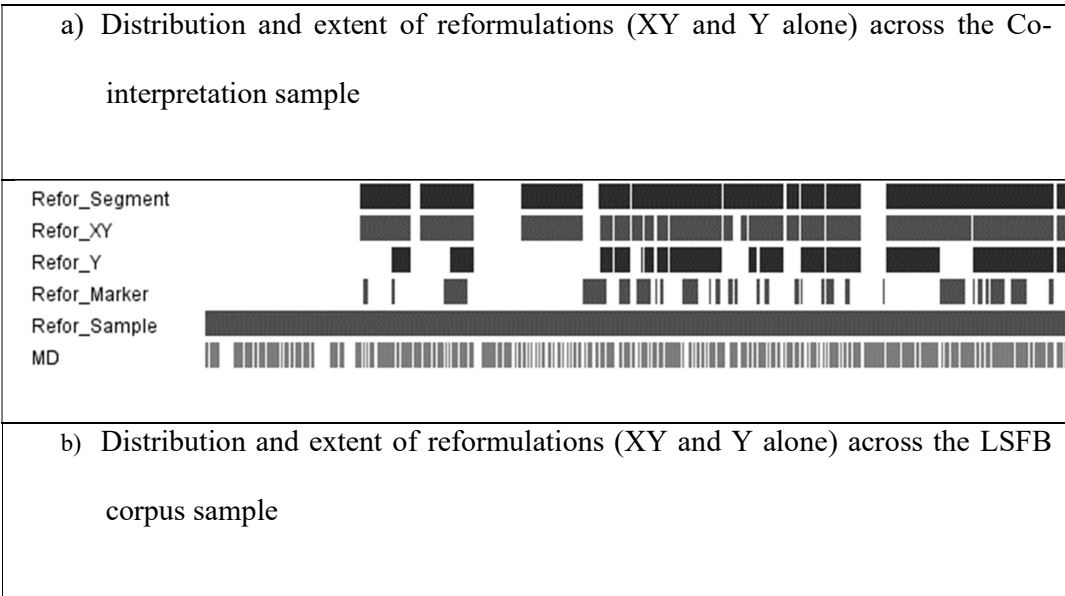 a) Distribution and extent of reformulations (XY and Y alone) across the Co-
interpretation sample
Refor_Segment
Refor_XY
Refor_Y
Refor_Marker
Refor_Sample
MD
b) Distribution and extent of reformulations (XY and Y alone) across the LSFB
corpus sample